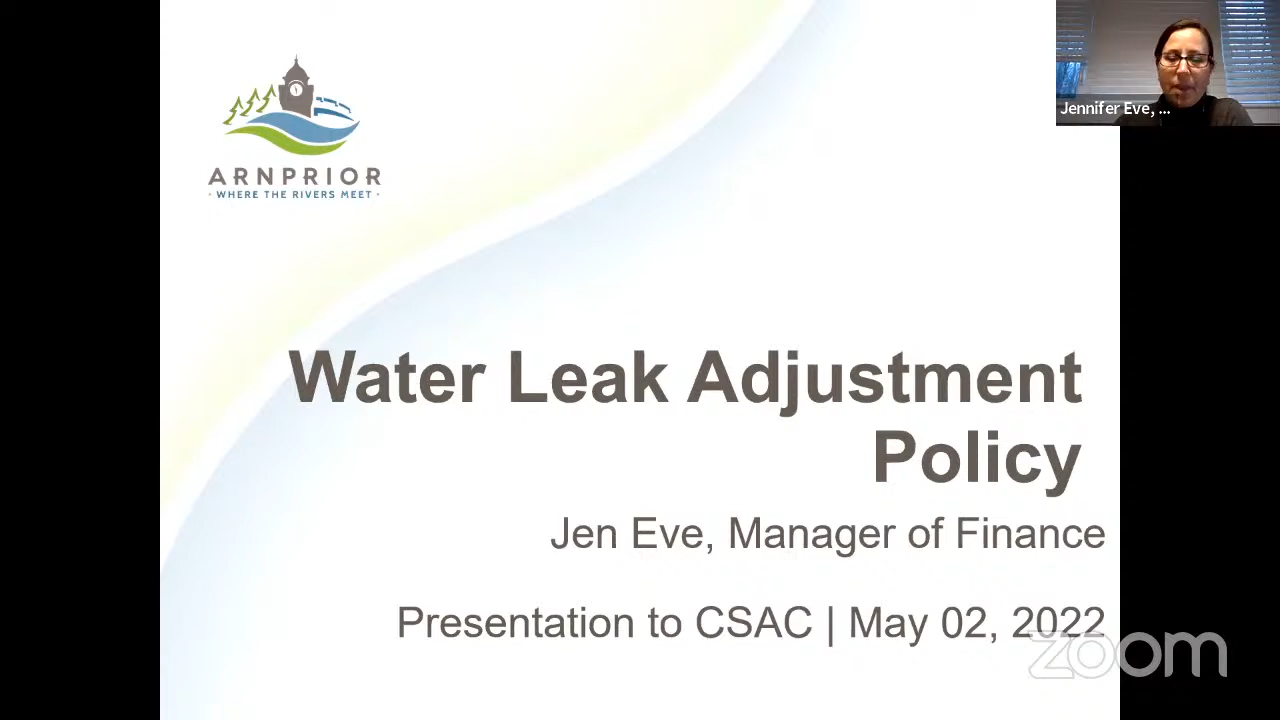 Jennifer Eve, ...
ARNPRIOR
· WHERE THE RIVERS MEET ·
Water Leak Adjustment
Policy
Jen Eve, Manager of Finance
Presentation to CSAC | May 02, 2022
zoom